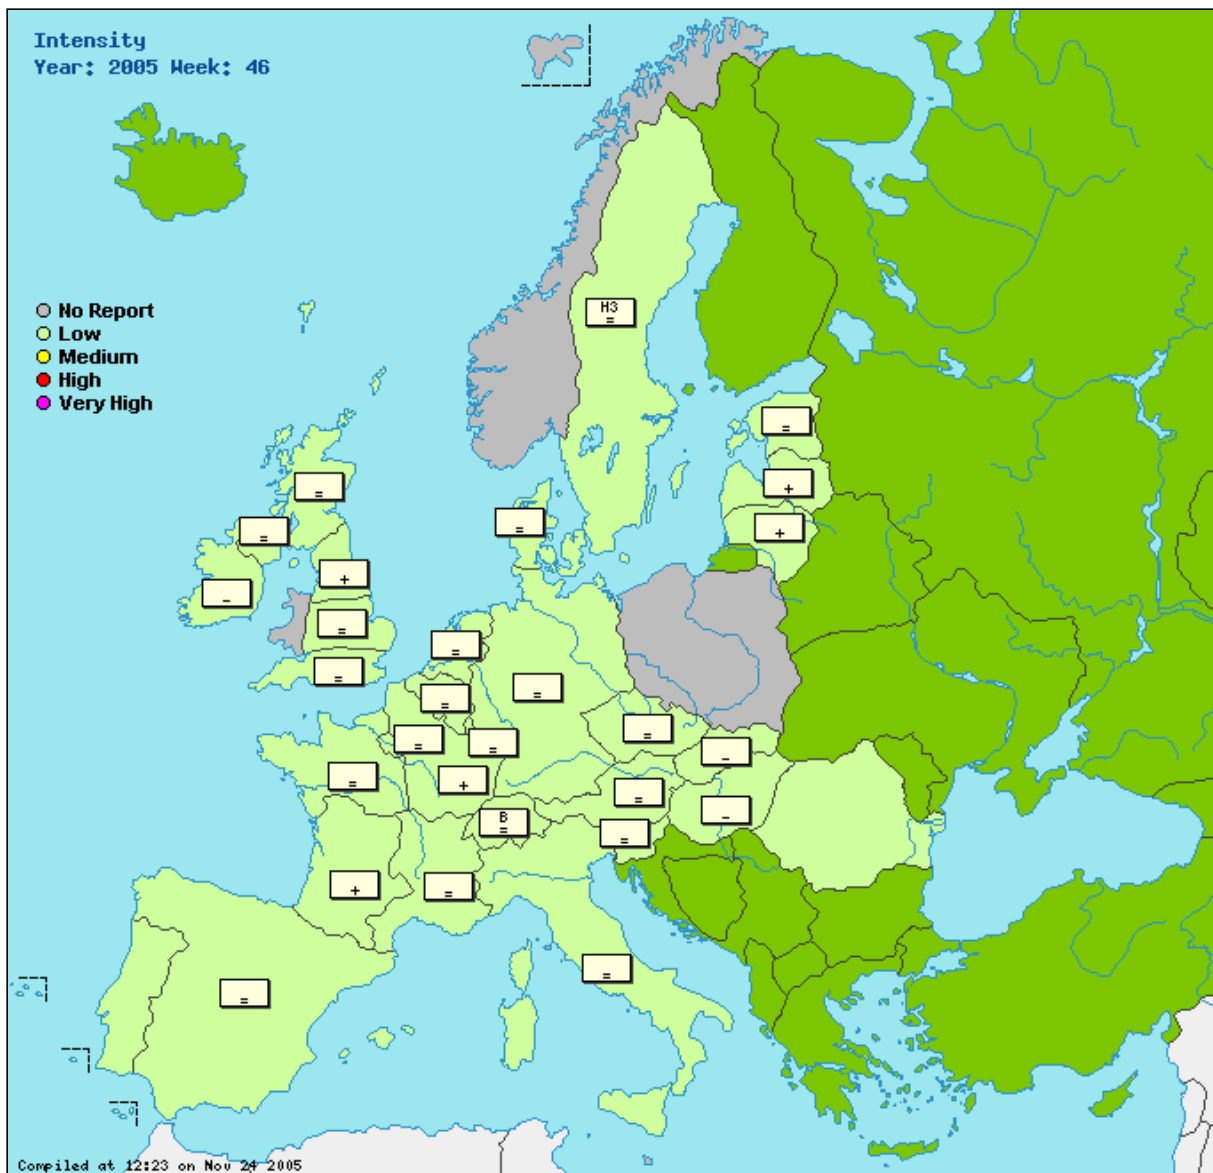 Intensity
Year: 2005 Week: 46
No Report
Low
Medium
High
Very High
H3
=
=
+
+
=
=
=
-
+
=
=
=
=
=
=
=
=
-
=
+
=
-
B
=
=
+
=
=
=
Compiled at 12:23 on Nov 24 2005